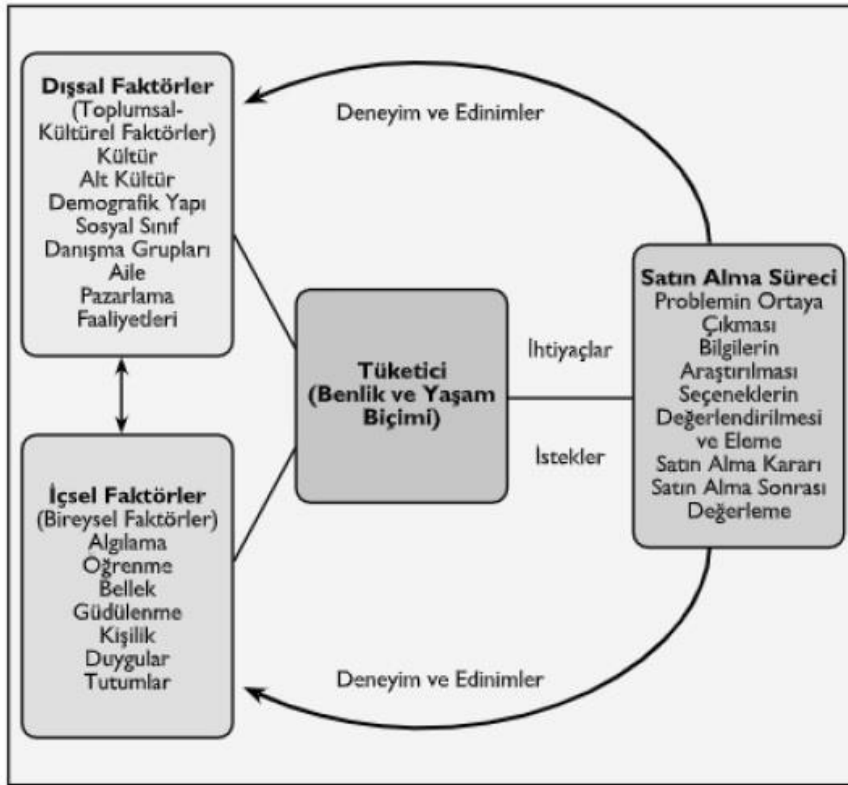 Dışsal Faktörler
(Toplumsal-
Kültürel Faktörler)
Kültür
Alt Kültür
Demografik Yapı
Sosyal Sınıf
Danışma Grupları
Aile
Pazarlama
Faaliyetleri
İçsel Faktörler
(Bireysel Faktörler)
Algılama
Öğrenme
Bellek
Güdülenme
Kişilik
Duygular
Tutumlar
Tüketici
(Benlik ve Yaşam
Biçimi)
Deneyim ve Edinimler
İhtiyaçlar
İstekler
Deneyim ve Edinimler
Satın Alma Süreci
Problemin Ortaya
Çıkması
Bilgilerin
Araştırılması
Seçeneklerin
Değerlendirilmesi
ve Eleme
Satın Alma Kararı
Satın Alma Sonrası
Değerleme